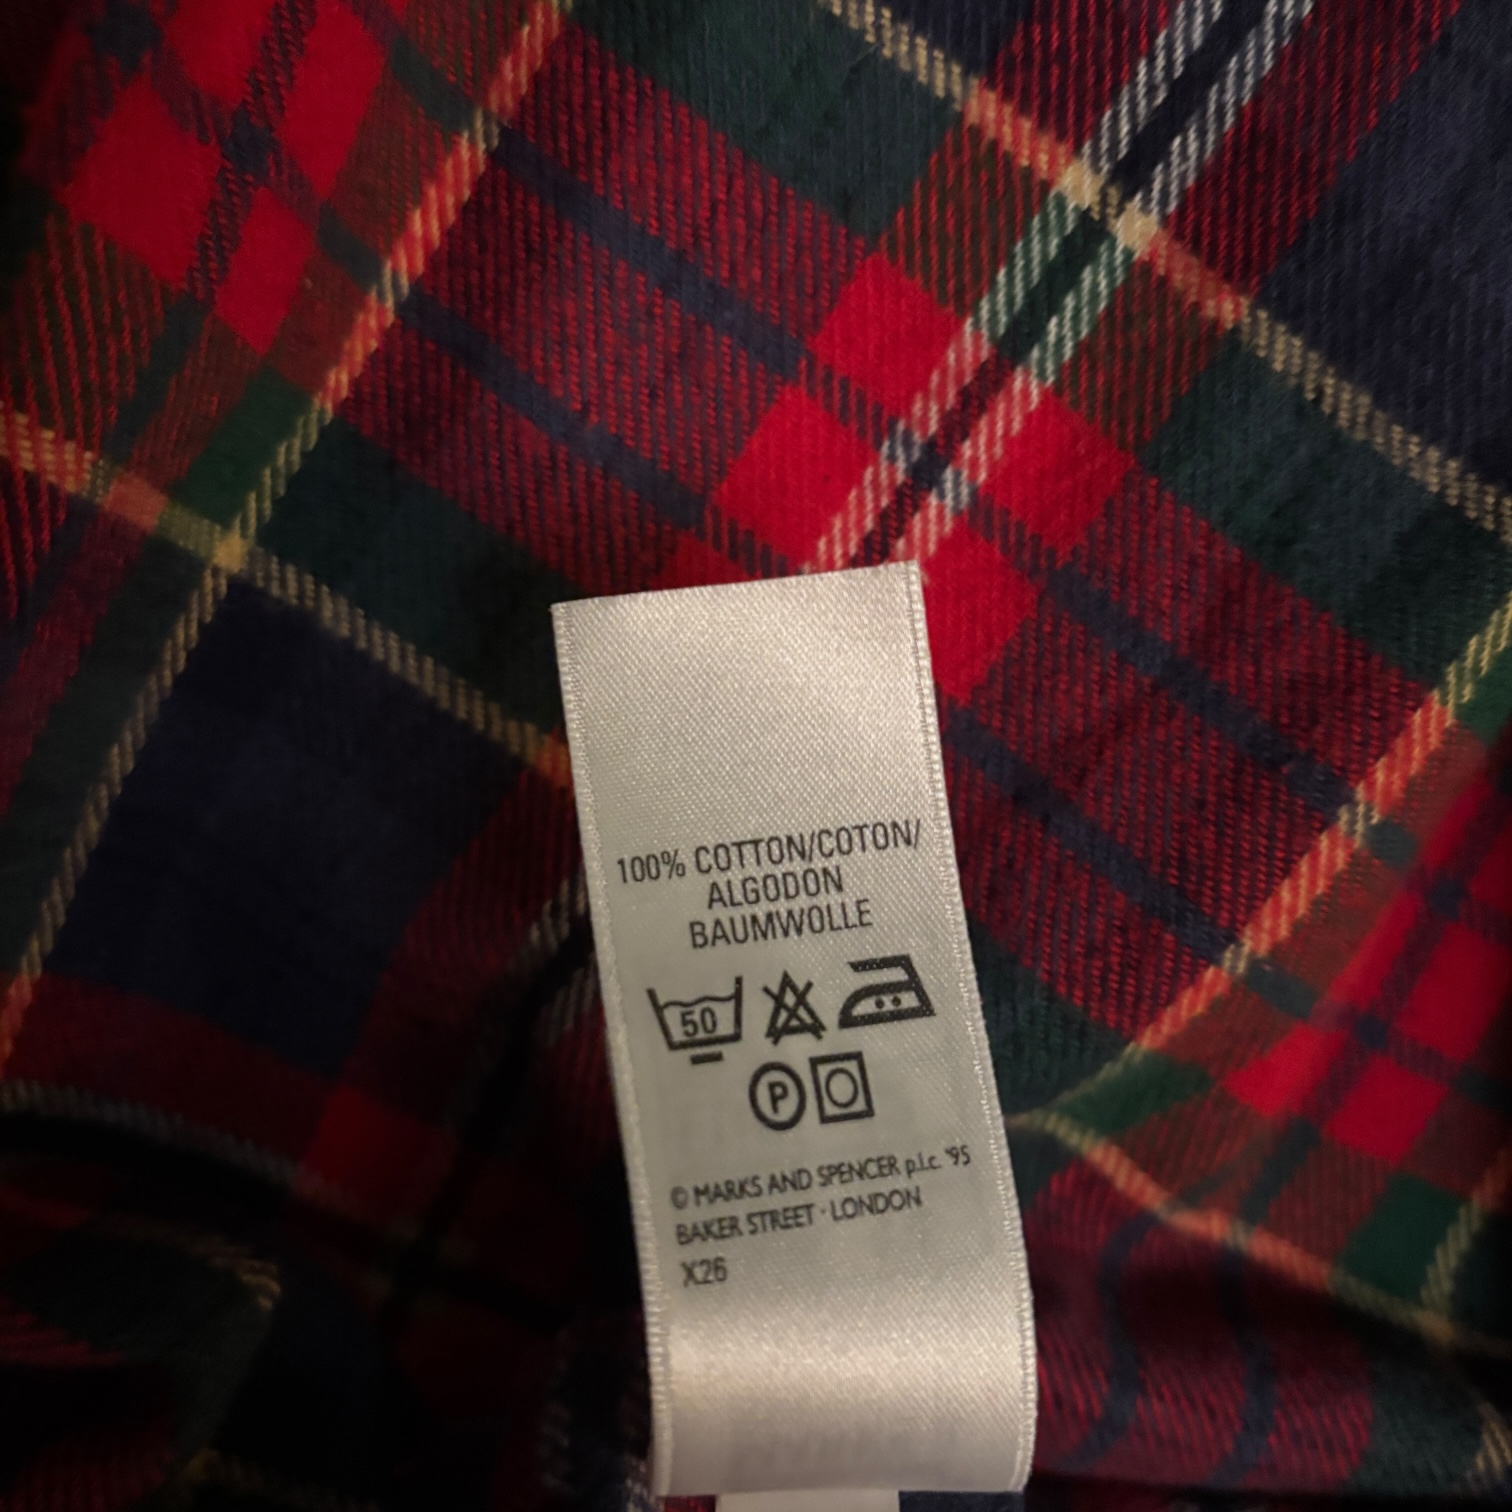 100% COTTON/COTON/
ALGODON
BAUMWOLLE
50
P
© MARKS AND SPENCER p.l.c. '95
BAKER STREET · LONDON
X26